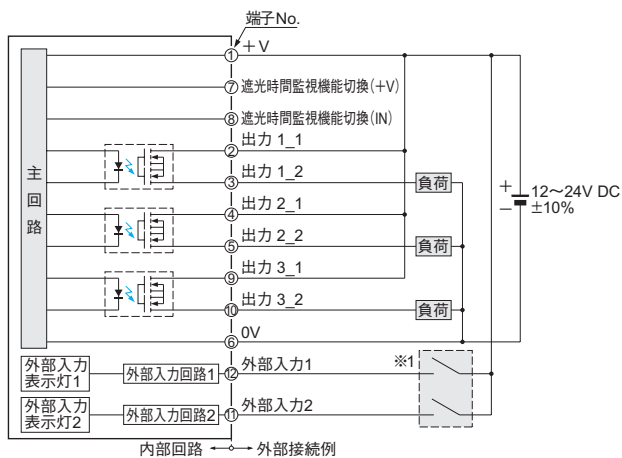 端子No.
① +V
⑦ 遮光時間監視機能切換(+V)
⑧ 遮光時間監視機能切換(IN)
② 出力 1_1
③ 出力 1_2
④ 出力 2_1
⑤ 出力 2_2
⑨ 出力 3_1
⑩ 出力 3_2
⑥ 0V
⑫ 外部入力1
⑪ 外部入力2
主回路
負荷
負荷
負荷
+
−
12〜24V DC
±10%
※1
外部入力
表示灯1
外部入力回路1
外部入力
表示灯2
外部入力回路2
内部回路
外部接続例